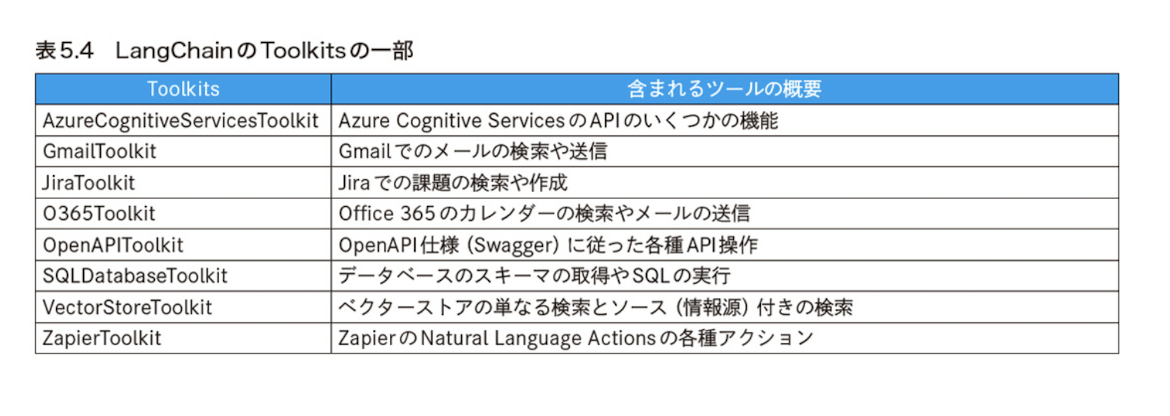 表5.4 LangChainのToolkitsの一部
Toolkits 含まれるツールの概要
AzureCognitiveServicesToolkit Azure Cognitive ServicesのAPIのいくつかの機能
GmailToolkit Gmailでのメールの検索や送信
JiraToolkit Jiraでの課題の検索や作成
O365Toolkit Office 365のカレンダーの検索やメールの送信
OpenAPIToolkit OpenAPI仕様（Swagger）に従った各種API操作
SQLDatabaseToolkit データベースのスキーマの取得やSQLの実行
VectorStoreToolkit ベクターストアの単なる検索とソース（情報源）付きの検索
ZapierToolkit ZapierのNatural Language Actionsの各種アクション